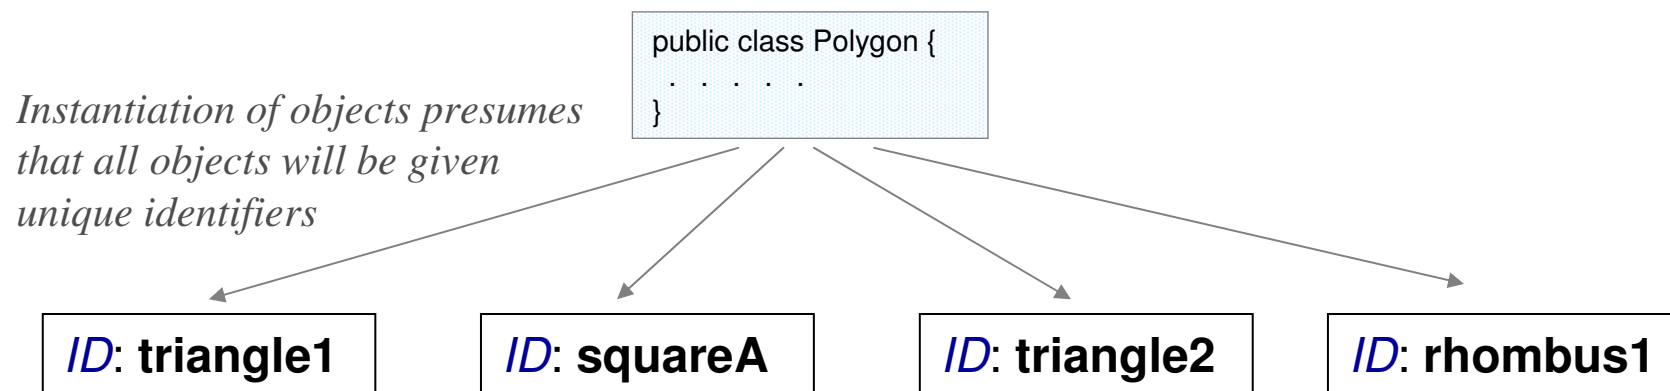 public class Polygon {
. . . . .
}
Instantiation of objects presumes
that all objects will be given
unique identifiers
ID: triangle1
ID: squareA
ID: triangle2
ID: rhombus1